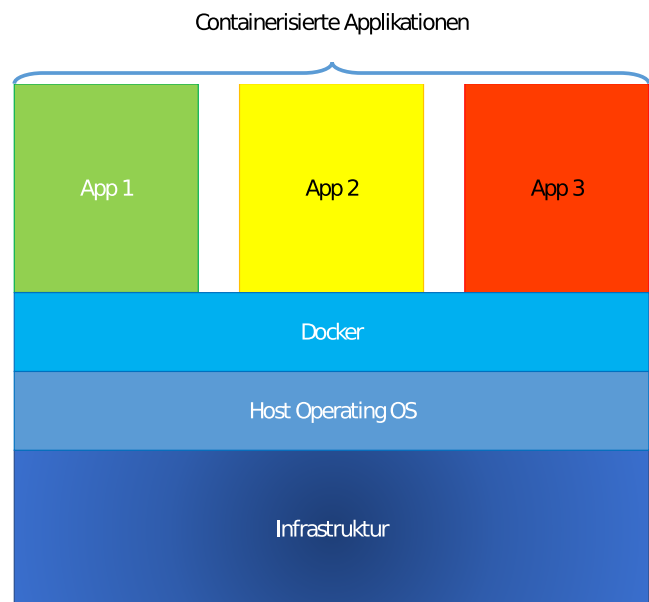 Containerisierte Applikationen
App 1
App 2
App 3
Docker
Host Operating OS
Infrastruktur